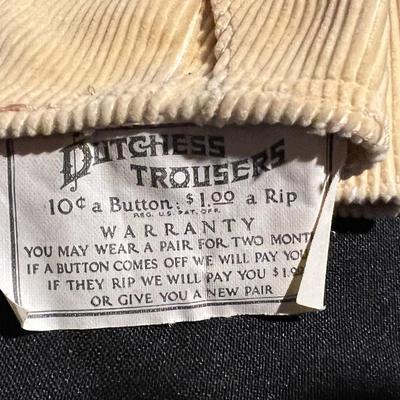 DUTCHESS
TROUSERS
10¢ a Button; $1.00 a Rip
REG. U.S. PAT. OFF.
WARRANTY
YOU MAY WEAR A PAIR FOR TWO MONT
IF A BUTTON COMES OFF WE WILL PAY YOU
IF THEY RIP WE WILL PAY YOU $1.00
OR GIVE YOU A NEW PAIR